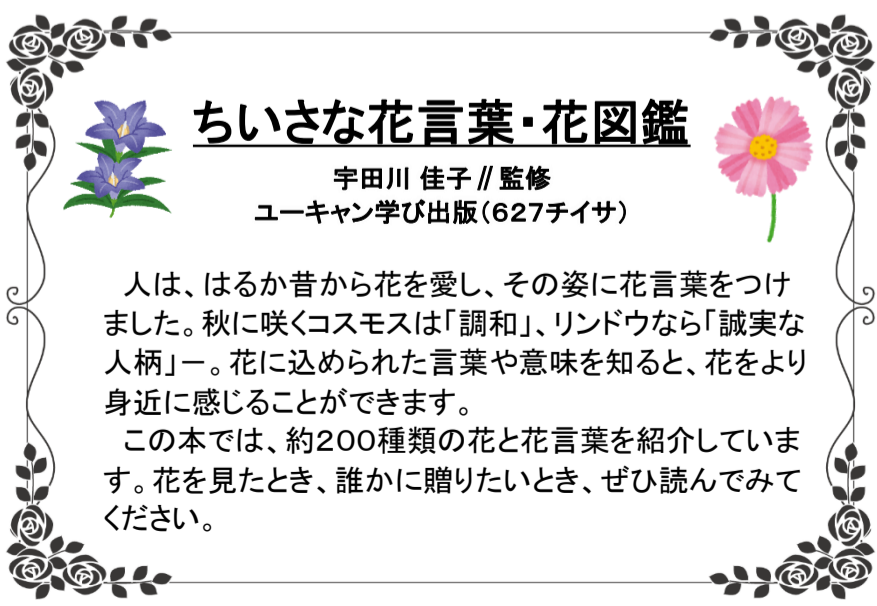 ちいさな花言葉・花図鑑
宇田川 佳子∥監修
ユーキャン学び出版（６２７チイサ）
人は、はるか昔から花を愛し、その姿に花言葉をつけ
ました。秋に咲くコスモスは「調和」、リンドウなら「誠実な
人柄」－。花に込められた言葉や意味を知ると、花をより
身近に感じることができます。
この本では、約２００種類の花と花言葉を紹介していま
す。花を見たとき、誰かに贈りたいとき、ぜひ読んでみて
ください。